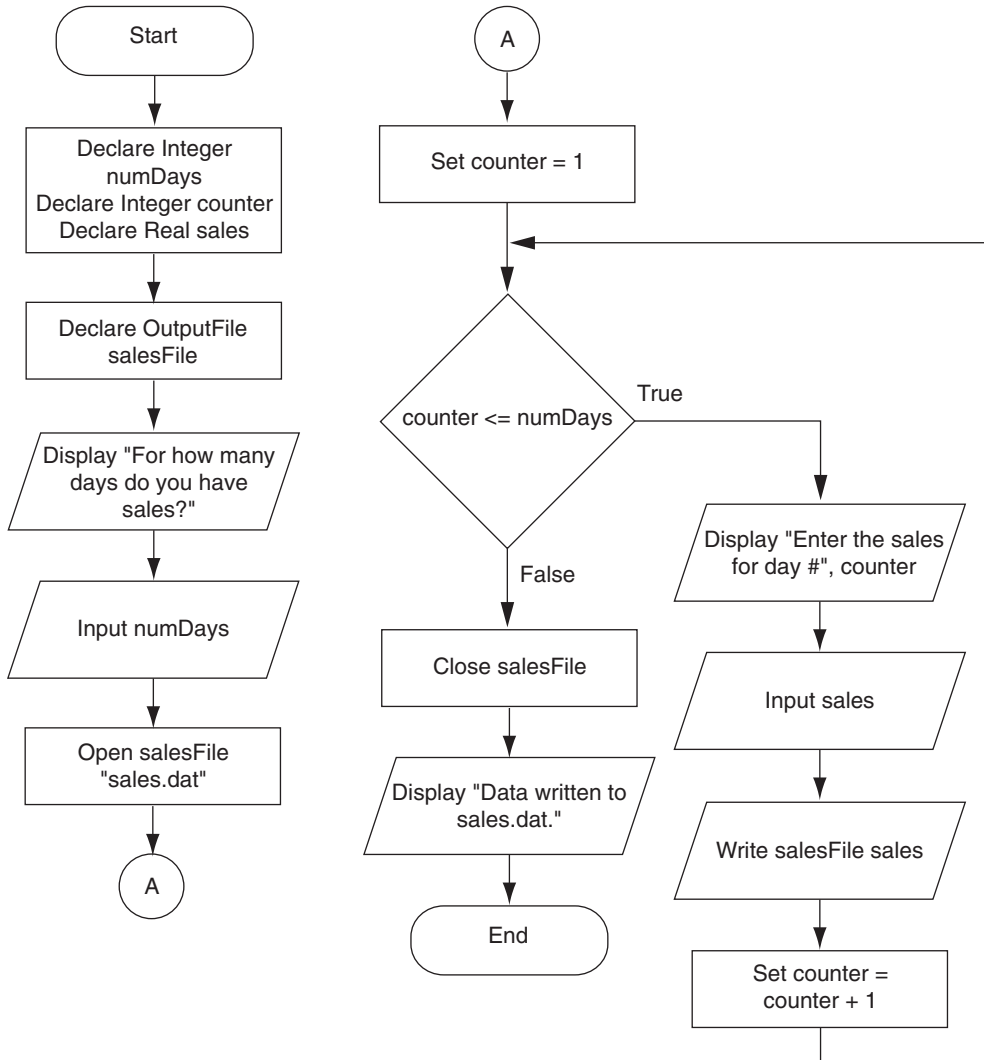 Start
Declare Integer
numDays
Declare Integer counter
Declare Real sales
Declare OutputFile
salesFile
Display "For how many
days do you have
sales?"
Input numDays
Open salesFile
"sales.dat"
A
A
Set counter = 1
counter <= numDays
True
False
Close salesFile
Display "Data written to
sales.dat."
End
Display "Enter the sales
for day #", counter
Input sales
Write salesFile sales
Set counter =
counter + 1